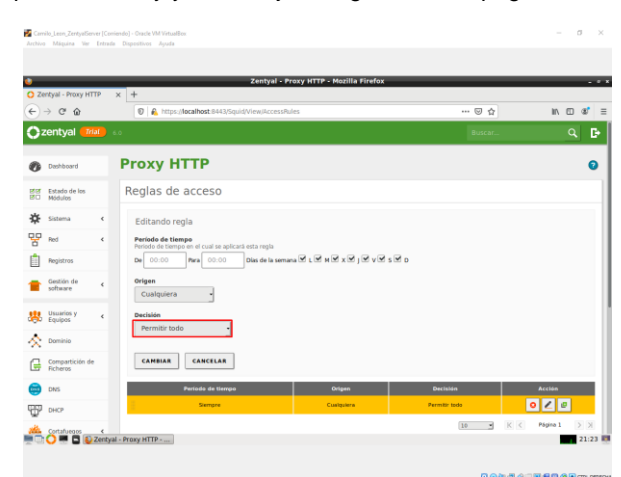 Camilo_Leon_ZentyalServer [Corriendo] - Oracle VM VirtualBox
Archivo Máquina Ver Entrada Dispositivos Ayuda
Zentyal - Proxy HTTP - Mozilla Firefox
Zentyal - Proxy HTTP × +
https://localhost:8443/Squid/View/AccessRules
zentyal Trial 6.0
Buscar...
Dashboard
Estado de los Módulos
Sistema
Red
Registros
Gestión de software
Usuarios y Equipos
Dominio
Compartición de Ficheros
DNS
DHCP
Cortafuegos
Proxy HTTP
Reglas de acceso
Editando regla
Período de tiempo
Período de tiempo en el cual se aplicará esta regla
De 00:00 Para 00:00 Días de la semana L M X J V S D
Origen
Cualquiera
Decisión
Permitir todo
CAMBIAR CANCELAR
Período de tiempo Origen Decisión Acción
Siempre Cualquiera Permitir todo
10 Página 1
Zentyal - Proxy HTTP - ...
21:23